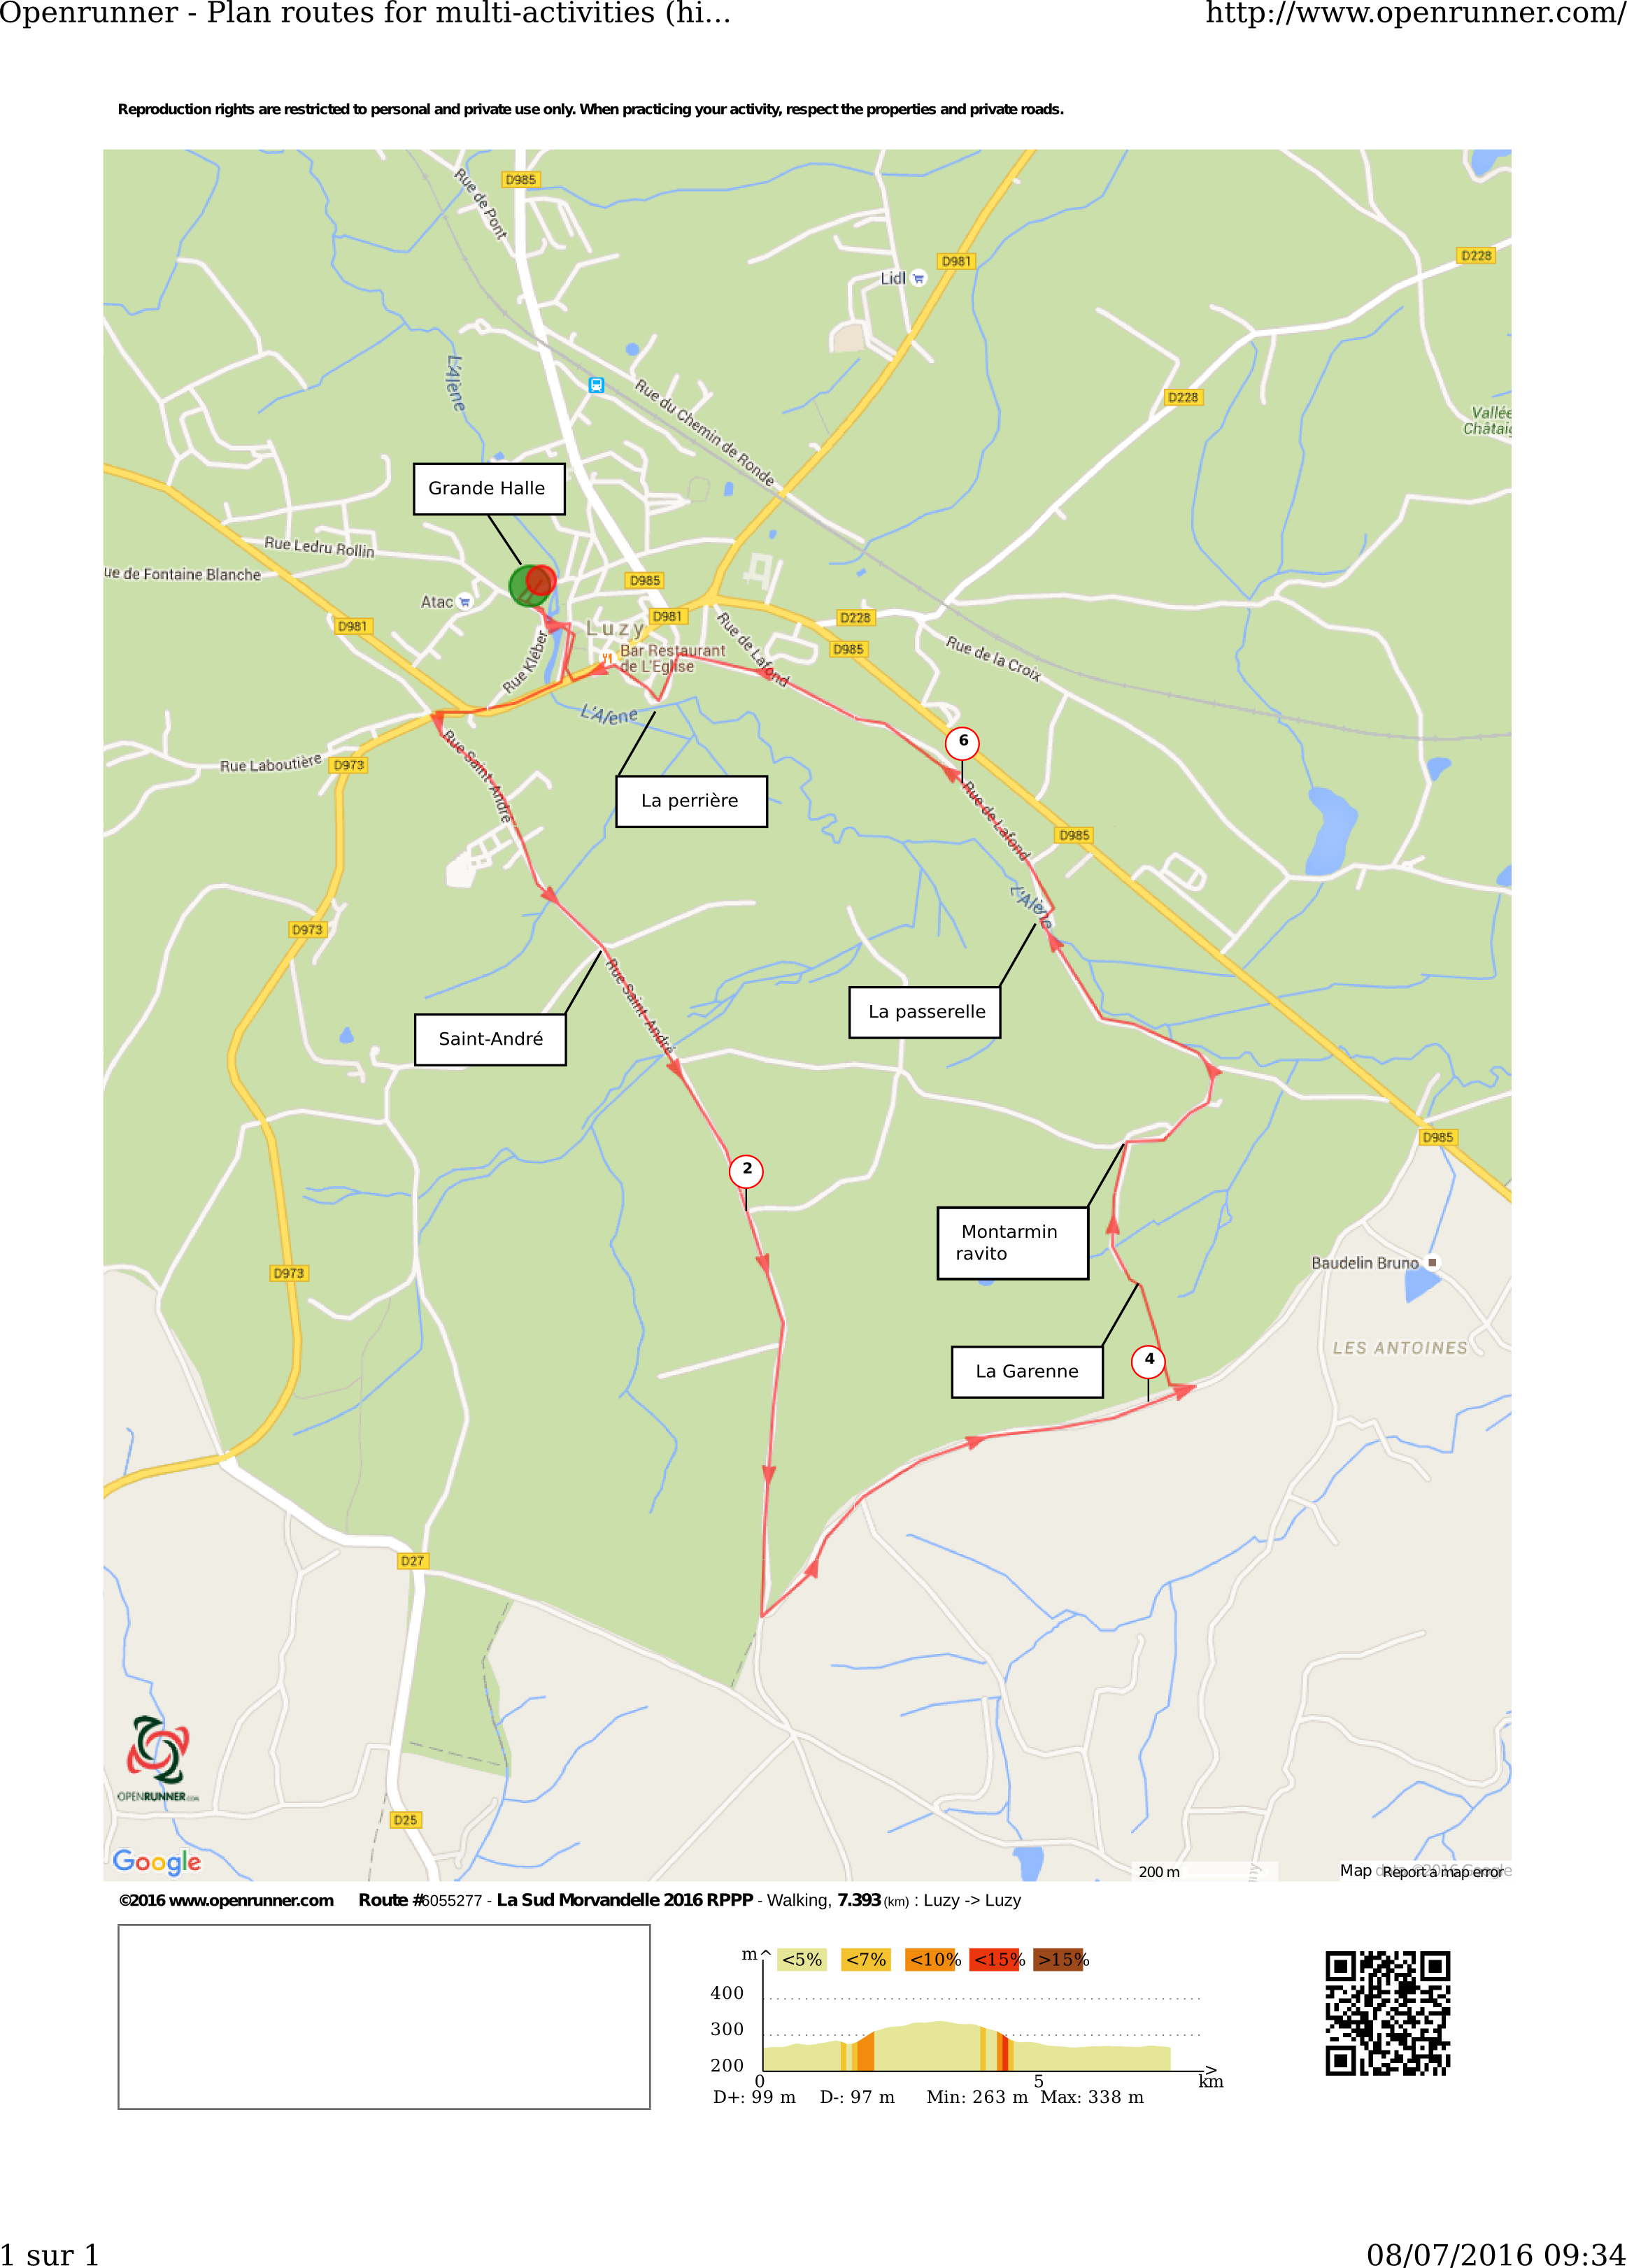 Openrunner - Plan routes for multi-activities (hi...
http://www.openrunner.com/
Reproduction rights are restricted to personal and private use only. When practicing your activity, respect the properties and private roads.
D985
Rue de Pont
D981
D228
Lidl
L'Alène
Rue du Chemin de Ronde
D228
Vallée
Châtaig
Grande Halle
Rue Ledru Rollin
ue de Fontaine Blanche
D985
Atac
D981
D981
Luzy
Rue de Lafond
D228
D985
Bar Restaurant
de L'Eglise
Rue Kléber
Rue de la Croix
L'Alène
Rue Saint-André
Rue Laboutière
D973
6
La perrière
Rue de Lafond
D985
L'Alène
D973
Rue Saint-André
La passerelle
Saint-André
D985
2
Montarmin
ravito
Baudelin Bruno
D973
LES ANTOINES
La Garenne
4
D27
OPENRUNNER.COM
D25
Google
200 m
Map data ©2016 Google
Report a map error
©2016 www.openrunner.com Route #6055277 - La Sud Morvandelle 2016 RPPP - Walking, 7.393 (km) : Luzy -> Luzy
m^
<5% <7% <10% <15% >15%
400
300
200
0 5 >
km
D+: 99 m D-: 97 m Min: 263 m Max: 338 m
1 sur 1
08/07/2016 09:34